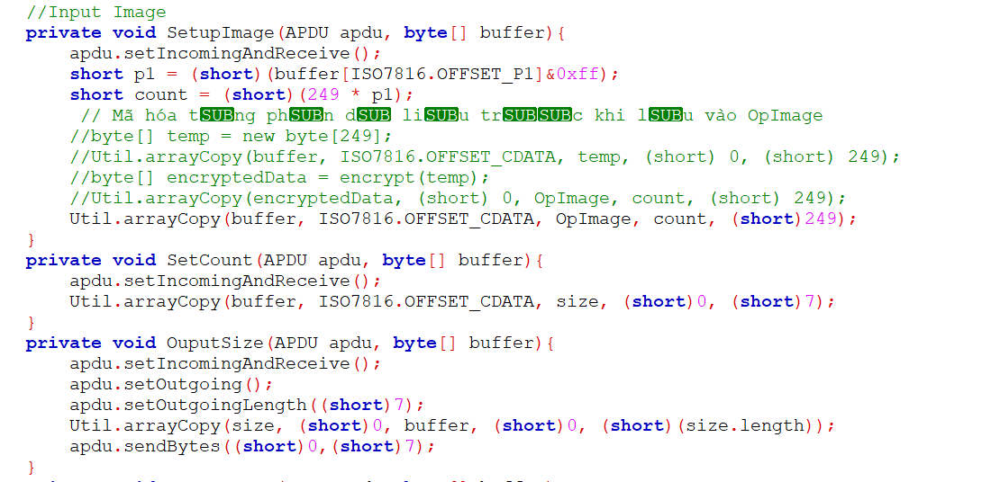 //Input Image
private void SetupImage(APDU apdu, byte[] buffer){
apdu.setIncomingAndReceive();
short p1 = (short)(buffer[ISO7816.OFFSET_P1]&0xff);
short count = (short)(249 * p1);
// Mã hóa tSUBng phSUBn dSUB liSUBu trSUBSUBc khi lSUBu vào OpImage
//byte[] temp = new byte[249];
//Util.arrayCopy(buffer, ISO7816.OFFSET_CDATA, temp, (short) 0, (short) 249);
//byte[] encryptedData = encrypt(temp);
//Util.arrayCopy(encryptedData, (short) 0, OpImage, count, (short) 249);
Util.arrayCopy(buffer, ISO7816.OFFSET_CDATA, OpImage, count, (short)249);
}
private void SetCount(APDU apdu, byte[] buffer){
apdu.setIncomingAndReceive();
Util.arrayCopy(buffer, ISO7816.OFFSET_CDATA, size, (short)0, (short)7);
}
private void OuputSize(APDU apdu, byte[] buffer){
apdu.setIncomingAndReceive();
apdu.setOutgoing();
apdu.setOutgoingLength((short)7);
Util.arrayCopy(size, (short)0, buffer, (short)0, (short)(size.length));
apdu.sendBytes((short)0,(short)7);
}